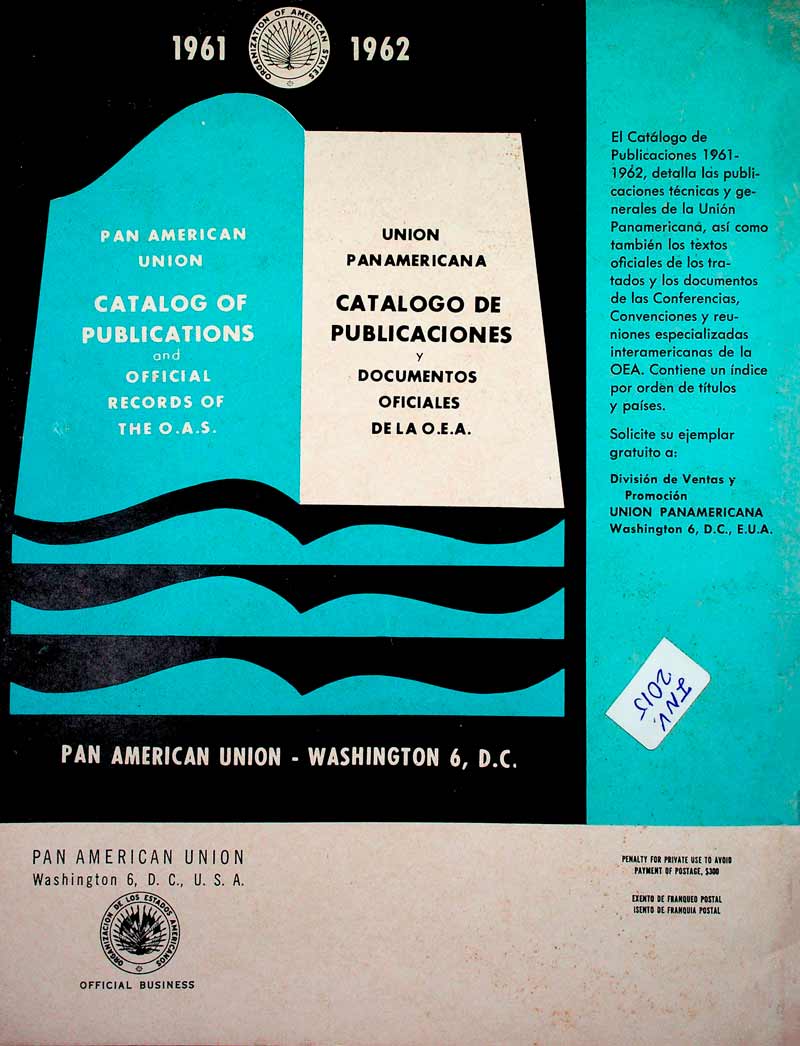 1961
ORGANIZATION OF AMERICAN STATES
1962
PAN AMERICAN
UNION
CATALOG OF
PUBLICATIONS
and
OFFICIAL
RECORDS OF
THE O.A.S.
UNION
PANAMERICANA
CATALOGO DE
PUBLICACIONES
y
DOCUMENTOS
OFICIALES
DE LA O.E.A.
PAN AMERICAN UNION - WASHINGTON 6, D.C.
El Catálogo de
Publicaciones 1961-
1962, detalla las publi-
caciones técnicas y ge-
nerales de la Unión
Panamericana, así como
también los textos
oficiales de los tra-
tados y los documentos
de las Conferencias,
Convenciones y reu-
niones especializadas
interamericanas de la
OEA. Contiene un índice
por orden de títulos
y países.
Solicite su ejemplar
gratuito a:
División de Ventas y
Promoción
UNION PANAMERICANA
Washington 6, D.C., E.U.A.
INV.
2015
PAN AMERICAN UNION
Washington 6, D. C., U. S. A.
ORGANIZACION DE LOS ESTADOS AMERICANOS
OFFICIAL BUSINESS
PENALTY FOR PRIVATE USE TO AVOID
PAYMENT OF POSTAGE, $300
EXENTO DE FRANQUEO POSTAL
ISENTO DE FRANQUIA POSTAL